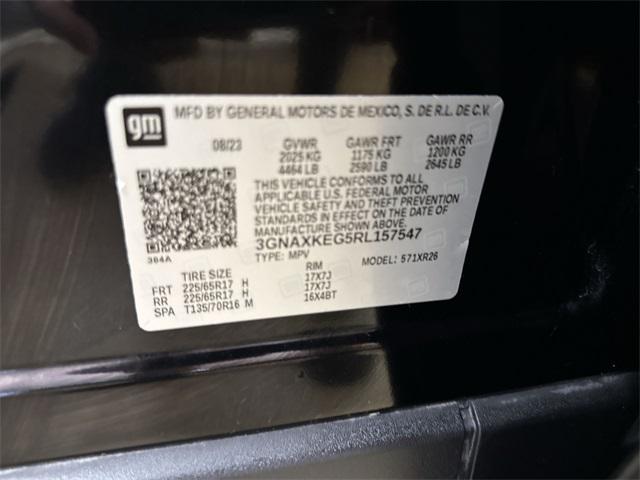 gm MFD BY GENERAL MOTORS DE MEXICO, S. DE R.L. DE C.V.
08/23 GVWR GAWR FRT GAWR RR
2025 KG 1175 KG 1200 KG
4464 LB 2590 LB 2645 LB
THIS VEHICLE CONFORMS TO ALL
APPLICABLE U.S. FEDERAL MOTOR
VEHICLE SAFETY AND THEFT PREVENTION
STANDARDS IN EFFECT ON THE DATE OF
MANUFACTURE SHOWN ABOVE.
3GNAXKEG5RL157547
384A TYPE: MPV MODEL: 571XR26
TIRE SIZE RIM
FRT 225/65R17 H 17X7J
RR 225/65R17 H 17X7J
SPA T135/70R16 M 16X4BT